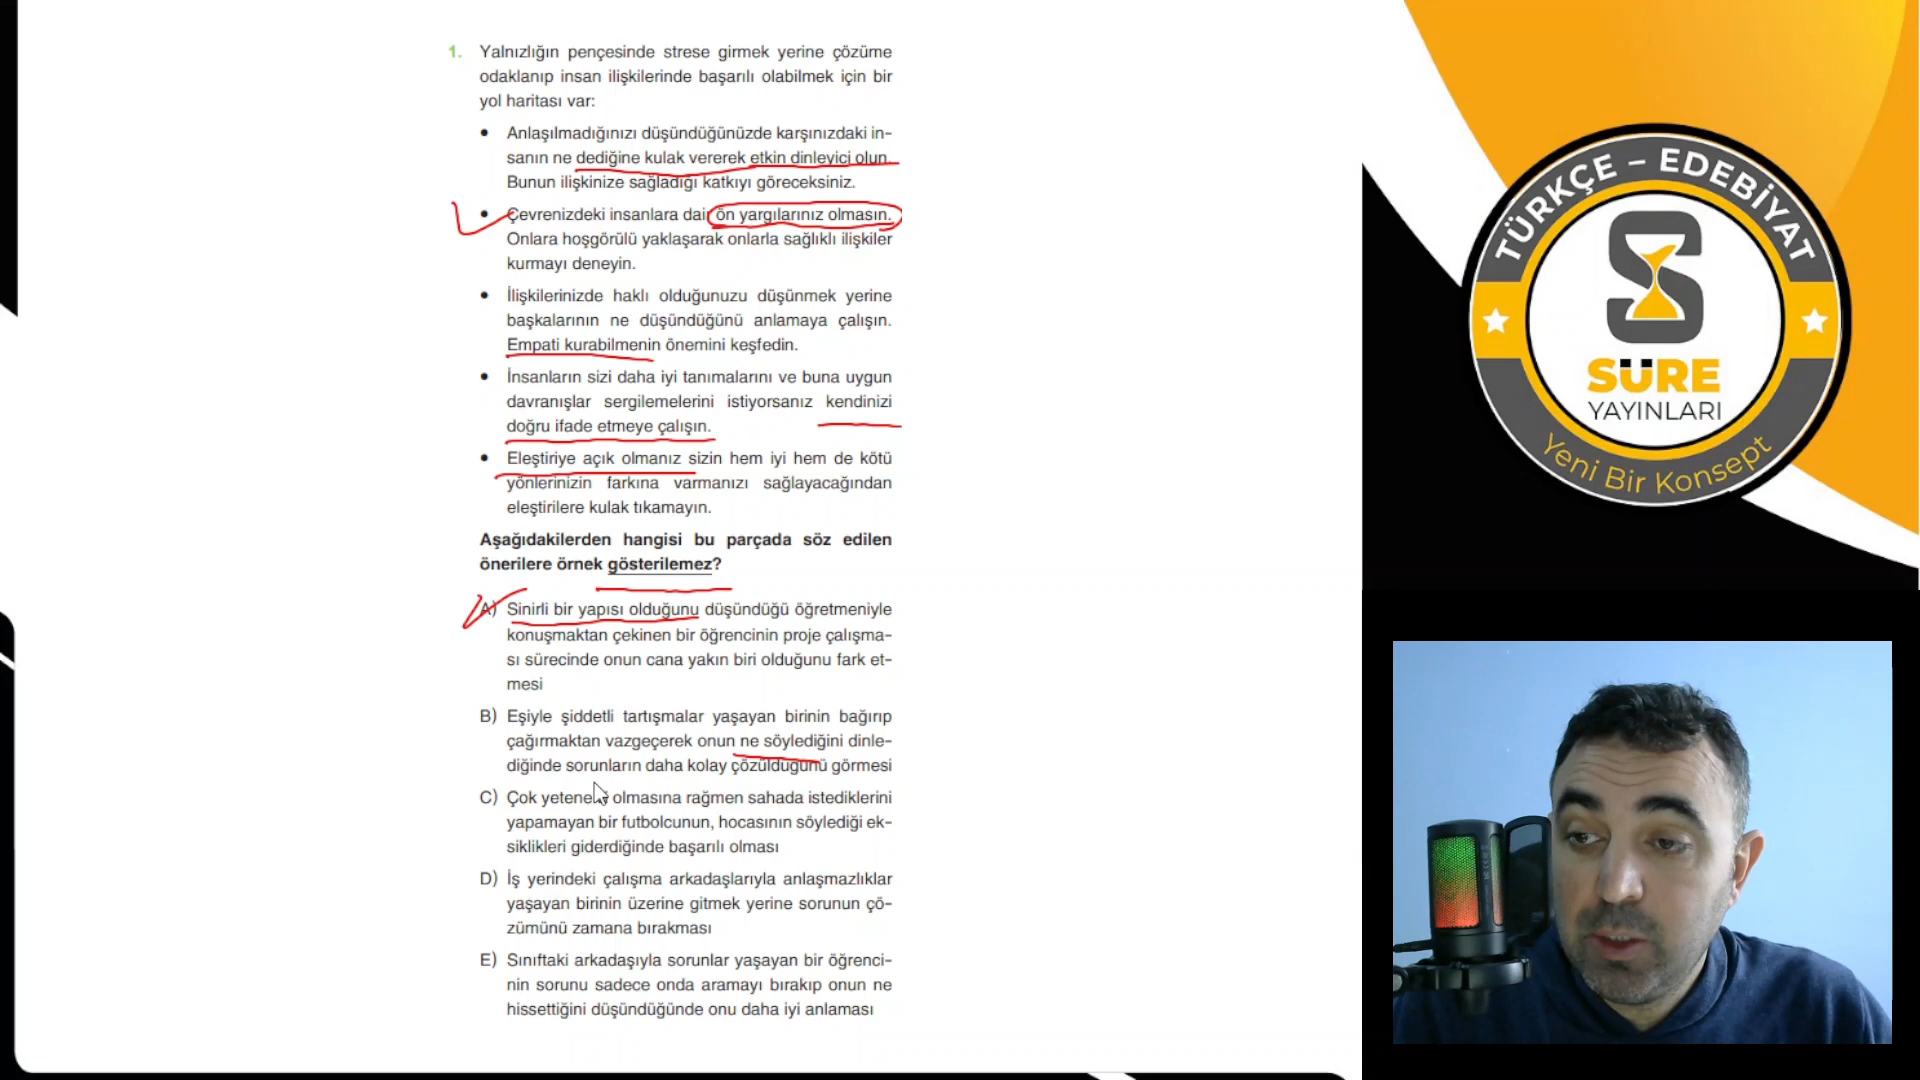 1. Yalnızlığın pençesinde strese girmek yerine çözüme
odaklanıp insan ilişkilerinde başarılı olabilmek için bir
yol haritası var:
• Anlaşılmadığınızı düşündüğünüzde karşınızdaki in-
sanın ne dediğine kulak vererek etkin dinleyici olun.
Bunun ilişkinize sağladığı katkıyı göreceksiniz.
• Çevrenizdeki insanlara dair ön yargılarınız olmasın.
Onlara hoşgörülü yaklaşarak onlarla sağlıklı ilişkiler
kurmayı deneyin.
• İlişkilerinizde haklı olduğunuzu düşünmek yerine
başkalarının ne düşündüğünü anlamaya çalışın.
Empati kurabilmenin önemini keşfedin.
• İnsanların sizi daha iyi tanımalarını ve buna uygun
davranışlar sergilemelerini istiyorsanız kendinizi
doğru ifade etmeye çalışın.
• Eleştiriye açık olmanız sizin hem iyi hem de kötü
yönlerinizin farkına varmanızı sağlayacağından
eleştirilere kulak tıkamayın.
Aşağıdakilerden hangisi bu parçada söz edilen
önerilere örnek gösterilemez?
A) Sinirli bir yapısı olduğunu düşündüğü öğretmeniyle
konuşmaktan çekinen bir öğrencinin proje çalışma-
sı sürecinde onun cana yakın biri olduğunu fark et-
mesi
B) Eşiyle şiddetli tartışmalar yaşayan birinin bağırıp
çağırmaktan vazgeçerek onun ne söylediğini dinle-
diğinde sorunların daha kolay çözüldüğünü görmesi
C) Çok yetenekli olmasına rağmen sahada istediklerini
yapamayan bir futbolcunun, hocasının söylediği ek-
siklikleri giderdiğinde başarılı olması
D) İş yerindeki çalışma arkadaşlarıyla anlaşmazlıklar
yaşayan birinin üzerine gitmek yerine sorunun çö-
zümünü zamana bırakması
E) Sınıftaki arkadaşıyla sorunlar yaşayan bir öğrenci-
nin sorunu sadece onda aramayı bırakıp onun ne
hissettiğini düşündüğünde onu daha iyi anlaması
TÜRKÇE – EDEBİYAT
SÜRE
YAYINLARI
Yeni Bir Konsept